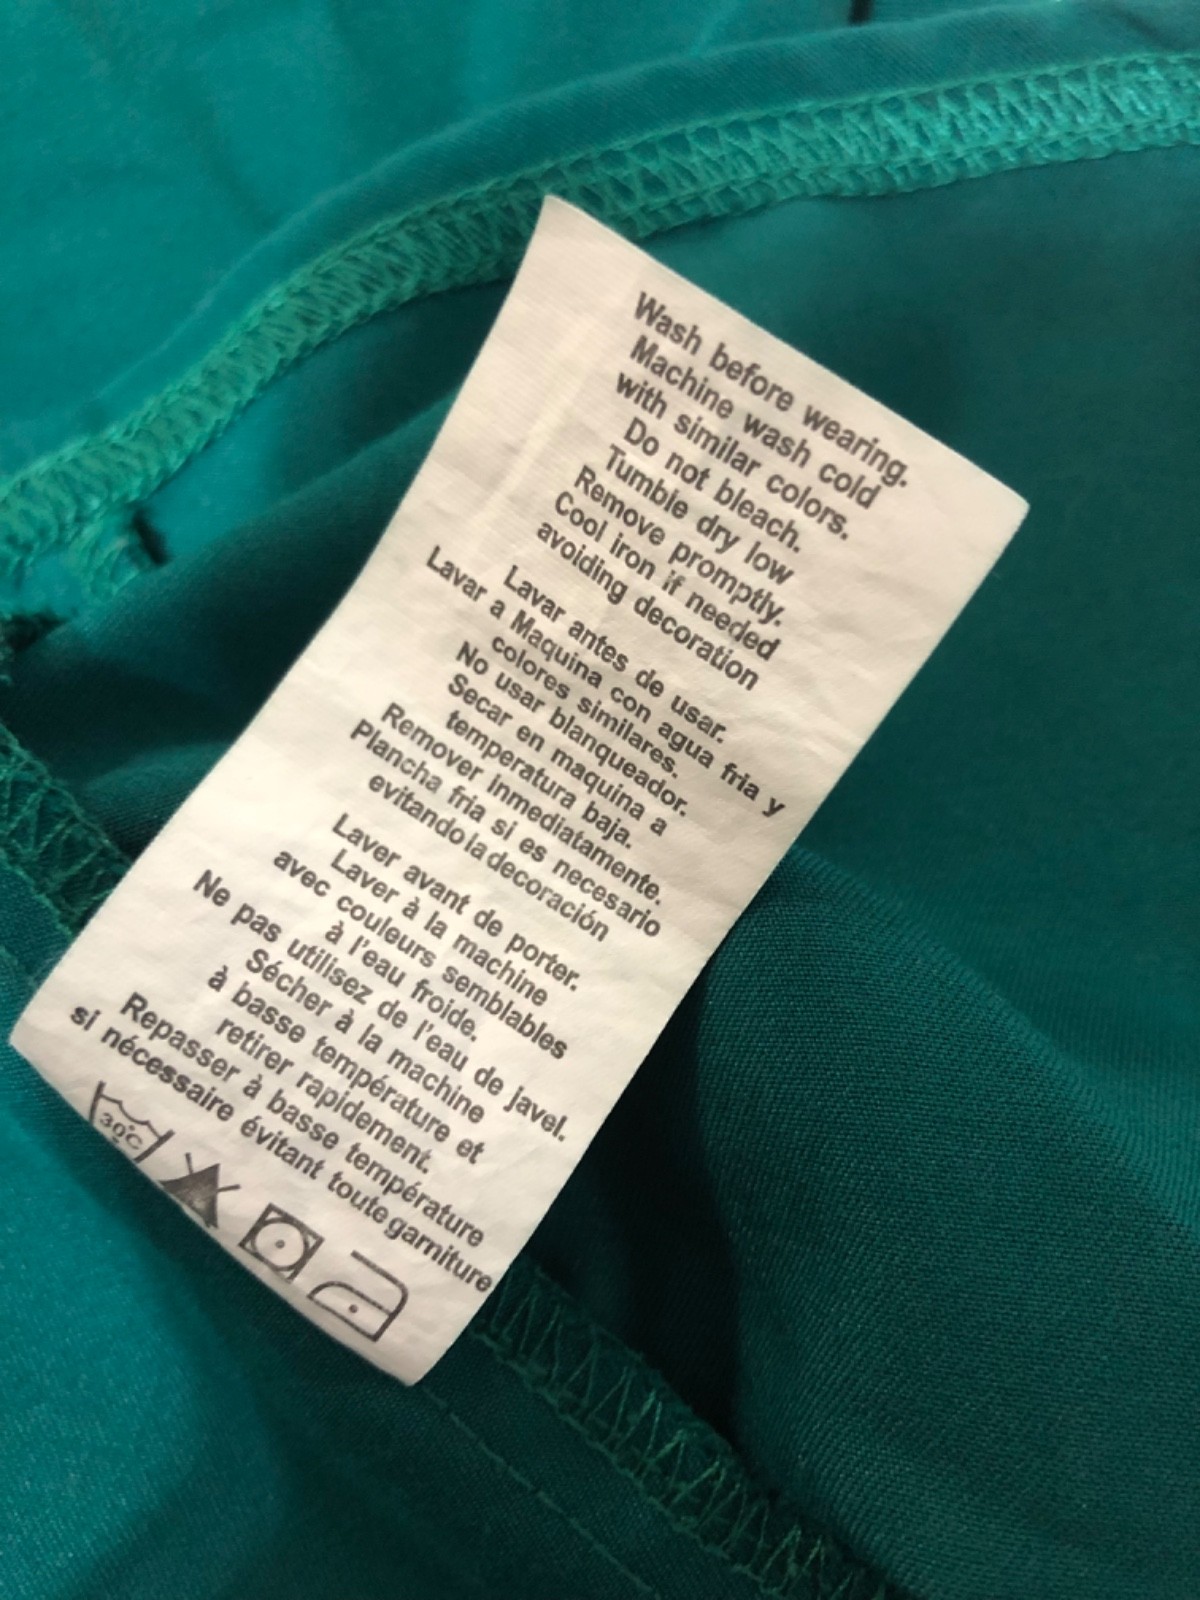 Wash before wearing.
Machine wash cold
with similar colors.
Do not bleach.
Tumble dry low
Remove promptly.
Cool iron if needed
avoiding decoration
Lavar antes de usar.
Lavar a Maquina con agua fria y
colores similares.
No usar blanqueador.
Secar en maquina a
temperatura baja.
Remover inmediatamente.
Plancha fria si es necesario
evitando la decoración
Laver avant de porter.
Laver à la machine
avec couleurs semblables
à l'eau froide.
Ne pas utilisez de l'eau de javel.
Sécher à la machine
à basse température et
retirer rapidement.
Repasser à basse température
si nécessaire évitant toute garniture
30°C